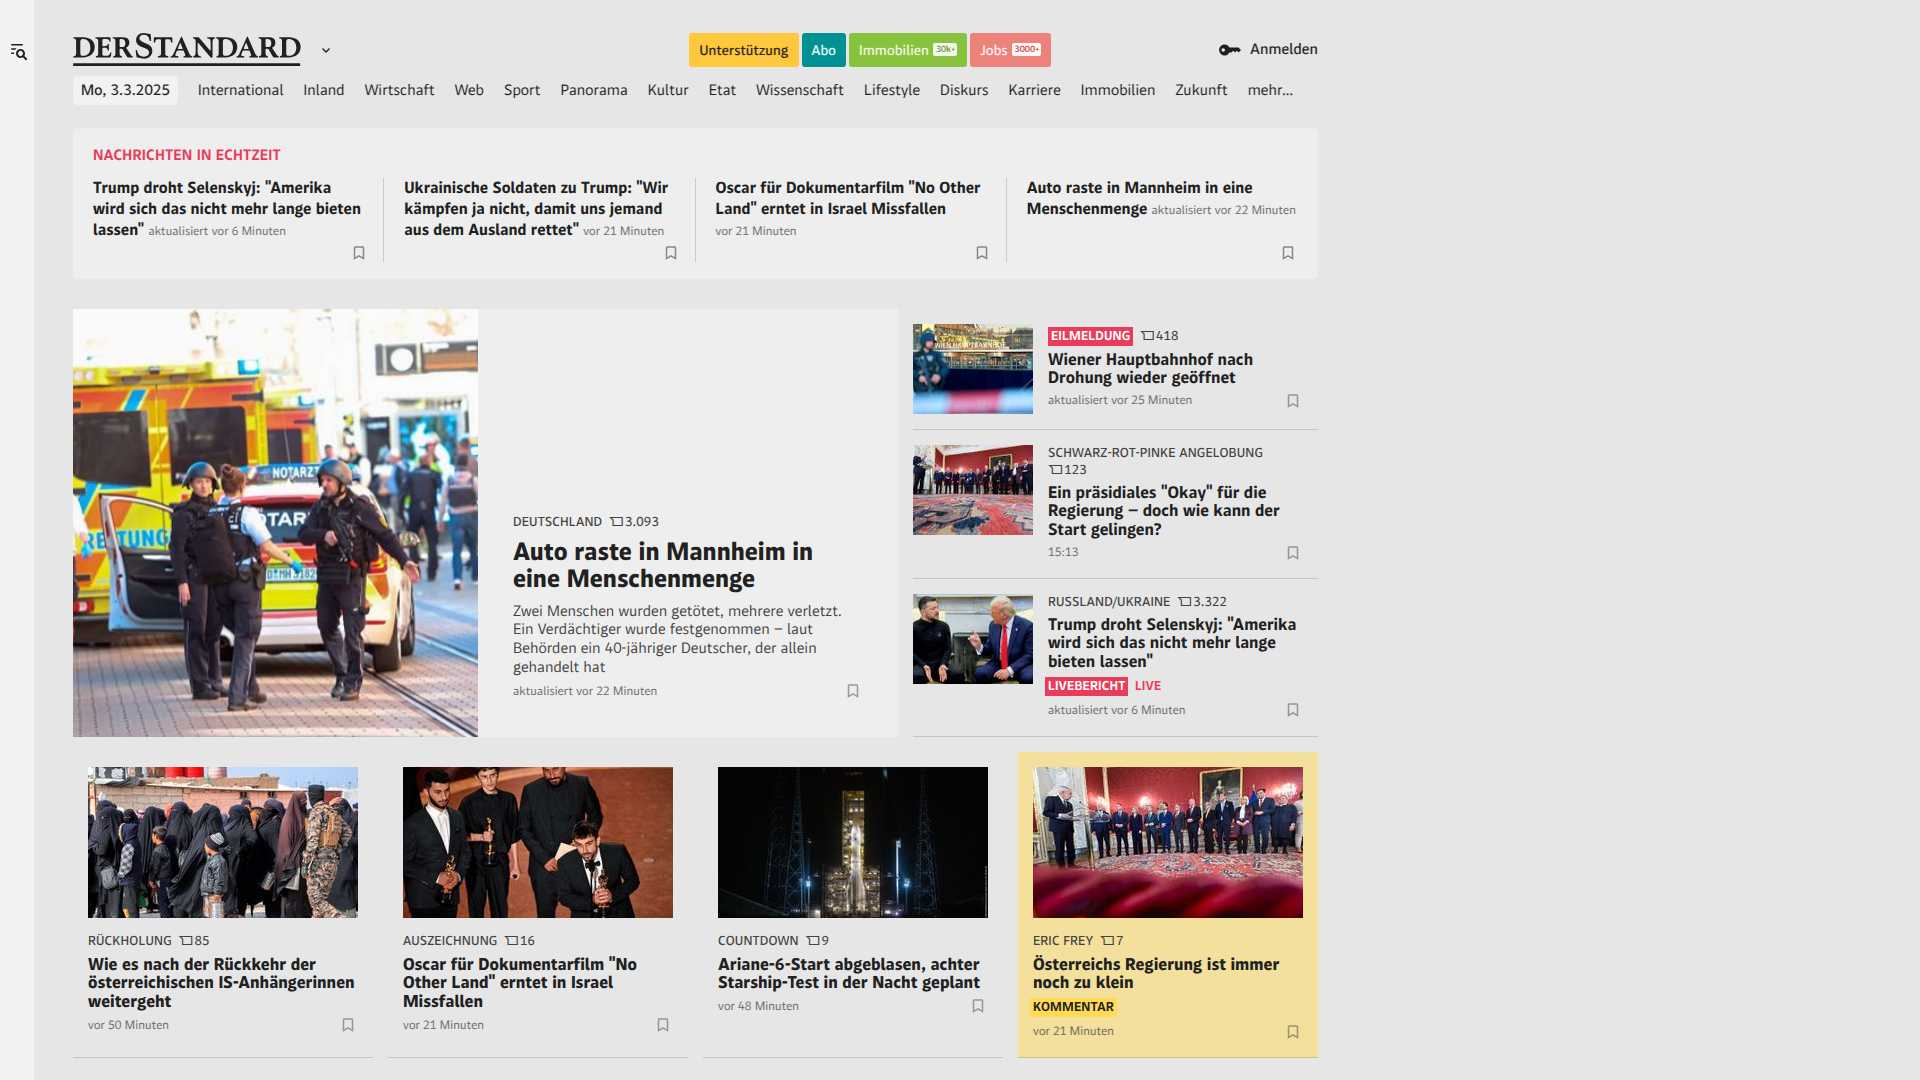 DERSTANDARD
Unterstützung
Abo
Immobilien 30k+
Jobs 3000+
Anmelden
Mo, 3.3.2025
International
Inland
Wirtschaft
Web
Sport
Panorama
Kultur
Etat
Wissenschaft
Lifestyle
Diskurs
Karriere
Immobilien
Zukunft
mehr...
NACHRICHTEN IN ECHTZEIT
Trump droht Selenskyj: "Amerika
wird sich das nicht mehr lange bieten
lassen" aktualisiert vor 6 Minuten
Ukrainische Soldaten zu Trump: "Wir
kämpfen ja nicht, damit uns jemand
aus dem Ausland rettet" vor 21 Minuten
Oscar für Dokumentarfilm "No Other
Land" erntet in Israel Missfallen
vor 21 Minuten
Auto raste in Mannheim in eine
Menschenmenge aktualisiert vor 22 Minuten
NOTARZT
DEUTSCHLAND 3.093
Auto raste in Mannheim in
eine Menschenmenge
Zwei Menschen wurden getötet, mehrere verletzt.
Ein Verdächtiger wurde festgenommen – laut
Behörden ein 40-jähriger Deutscher, der allein
gehandelt hat
aktualisiert vor 22 Minuten
EILMELDUNG 418
Wiener Hauptbahnhof nach
Drohung wieder geöffnet
aktualisiert vor 25 Minuten
SCHWARZ-ROT-PINKE ANGELOBUNG
123
Ein präsidiales "Okay" für die
Regierung – doch wie kann der
Start gelingen?
15:13
RUSSLAND/UKRAINE 3.322
Trump droht Selenskyj: "Amerika
wird sich das nicht mehr lange
bieten lassen"
LIVEBERICHT LIVE
aktualisiert vor 6 Minuten
RÜCKHOLUNG 85
Wie es nach der Rückkehr der
österreichischen IS-Anhängerinnen
weitergeht
vor 50 Minuten
AUSZEICHNUNG 16
Oscar für Dokumentarfilm "No
Other Land" erntet in Israel
Missfallen
vor 21 Minuten
COUNTDOWN 9
Ariane-6-Start abgeblasen, achter
Starship-Test in der Nacht geplant
vor 48 Minuten
ERIC FREY 7
Österreichs Regierung ist immer
noch zu klein
KOMMENTAR
vor 21 Minuten